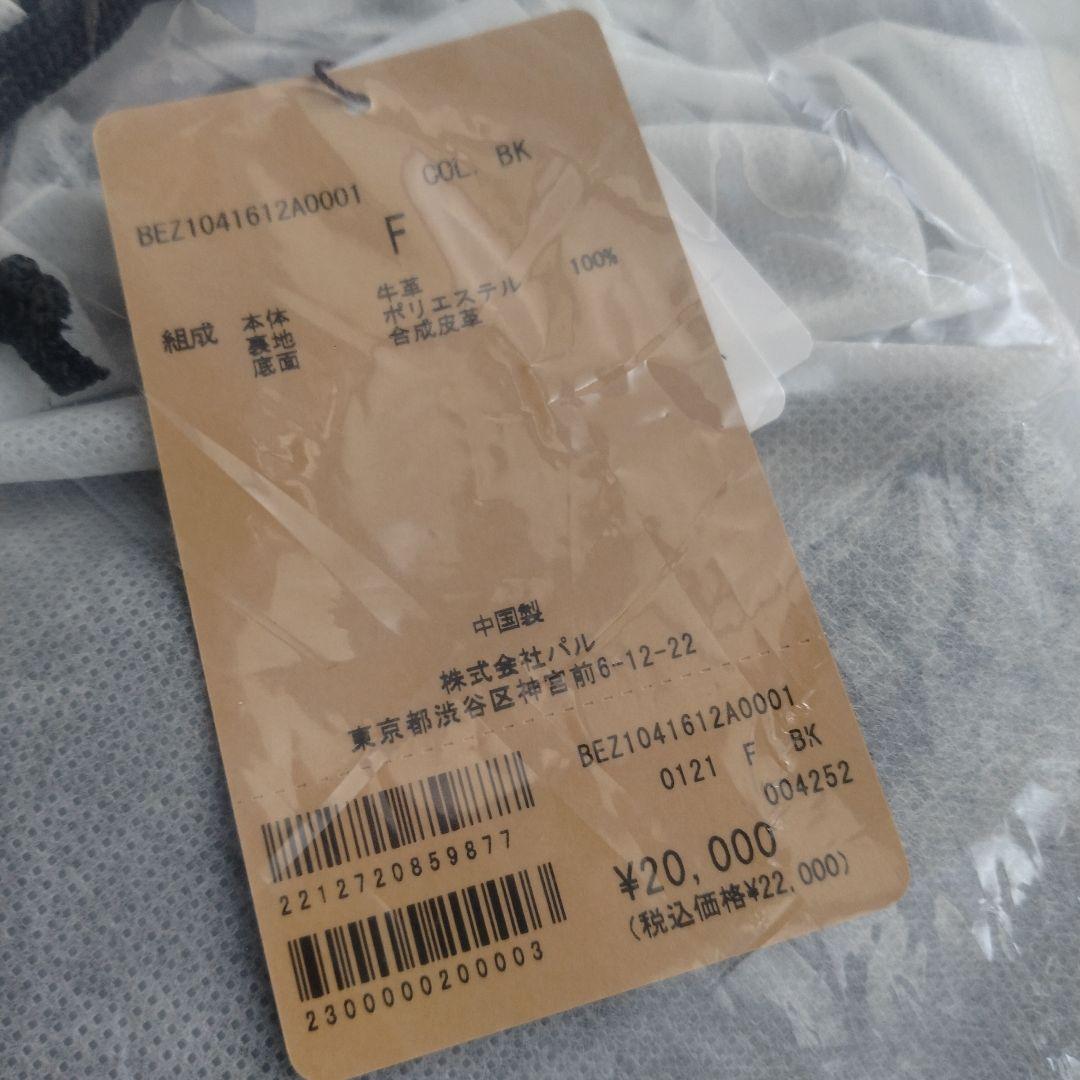 COL. BK
BEZ1041612A0001
F
組成 本体 牛革
裏地 ポリエステル 100%
底面 合成皮革
中国製
株式会社パル
東京都渋谷区神宮前6-12-22
BEZ1041612A0001
0121 F BK
004252
2212720859877
¥20,000
(税込価格¥22,000)
2300000200003